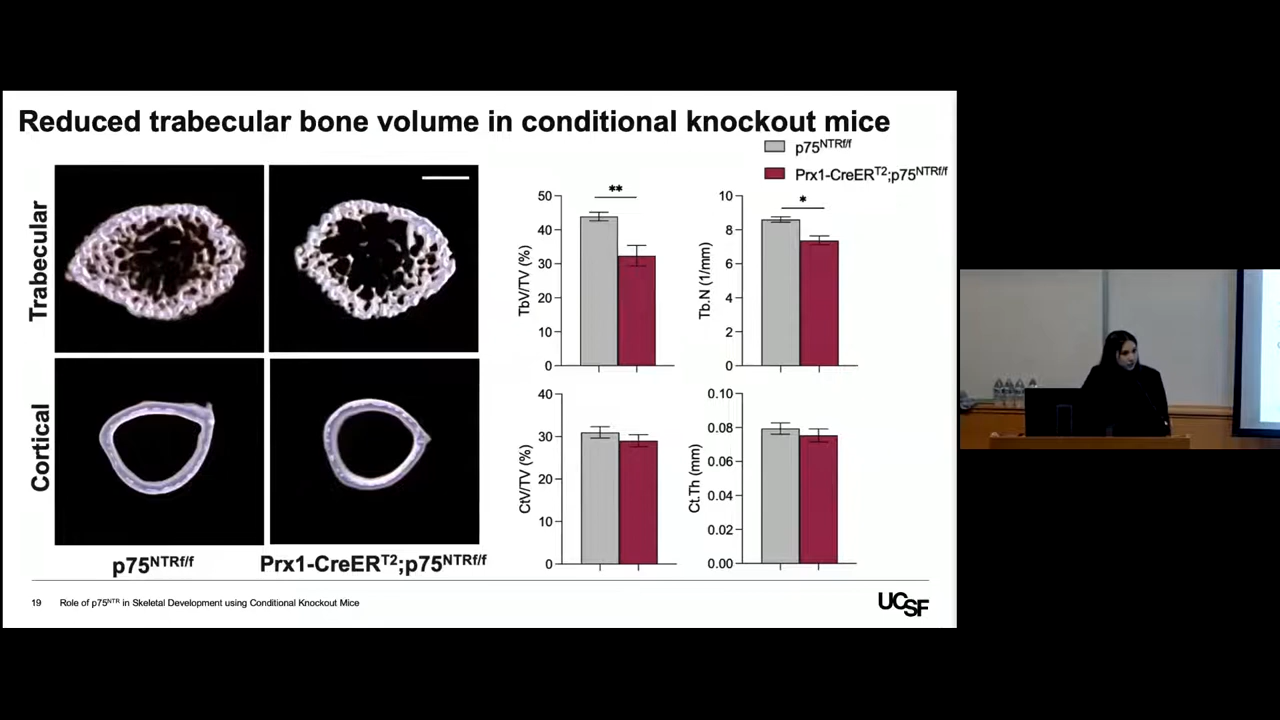 Reduced trabecular bone volume in conditional knockout mice
p75NTRf/f
Prx1-CreERT2;p75NTRf/f
Trabecular
Cortical
p75NTRf/f
Prx1-CreERT2;p75NTRf/f
TbV/TV (%)
50
40
30
20
10
0
**
Tb.N (1/mm)
10
8
6
4
2
0
*
CtV/TV (%)
40
30
20
10
0
Ct.Th (mm)
0.10
0.08
0.06
0.04
0.02
0.00
19 Role of p75NTR in Skeletal Development using Conditional Knockout Mice
UCSF